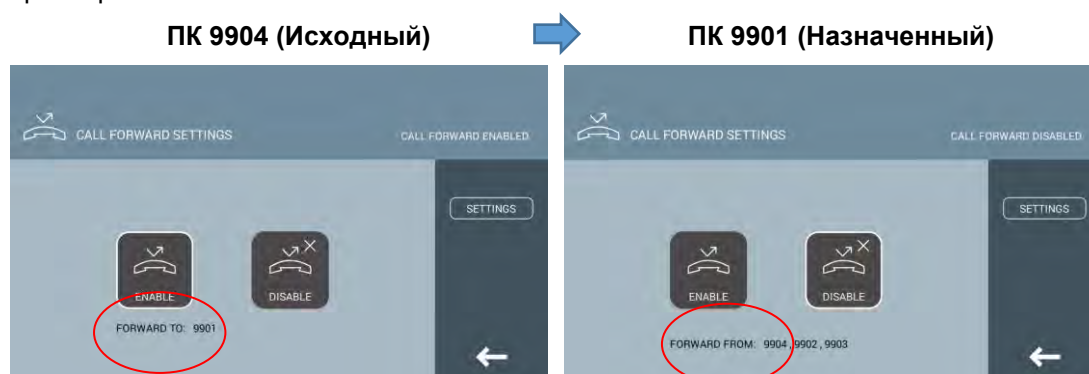 ПК 9904 (Исходный)
ПК 9901 (Назначенный)
CALL FORWARD SETTINGS
CALL FORWARD ENABLED
SETTINGS
ENABLE
DISABLE
FORWARD TO: 9901
CALL FORWARD SETTINGS
CALL FORWARD DISABLED
SETTINGS
ENABLE
DISABLE
FORWARD FROM: 9904 , 9902 , 9903